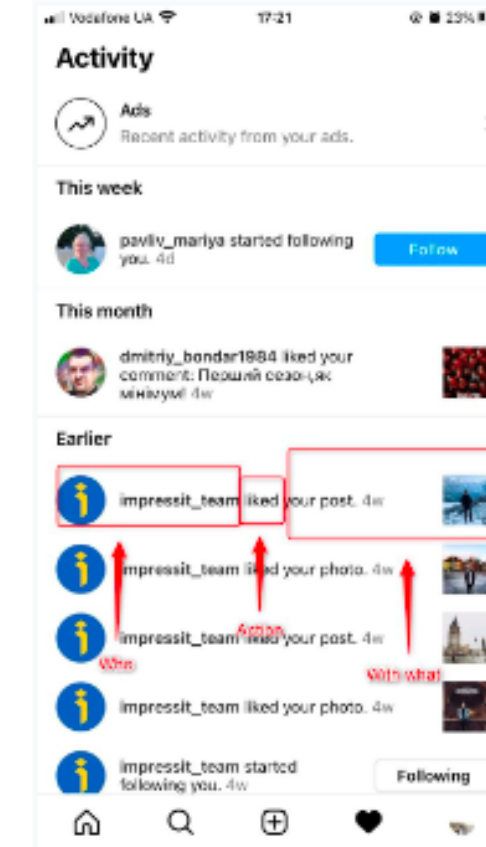 Vodafone UA 17:21 @ 23%
Activity
Ads
Recent activity from your ads.
This week
pavliv_mariya started following
you. 4d
Follow
This month
dmitriy_bondar1984 liked your
comment: Перший сезон,як
мінімум! 4w
Earlier
impressit_team liked your post. 4w
impressit_team liked your photo. 4w
impressit_team liked your post. 4w
Action
Who
With what
impressit_team liked your photo. 4w
impressit_team started
following you. 4w
Following